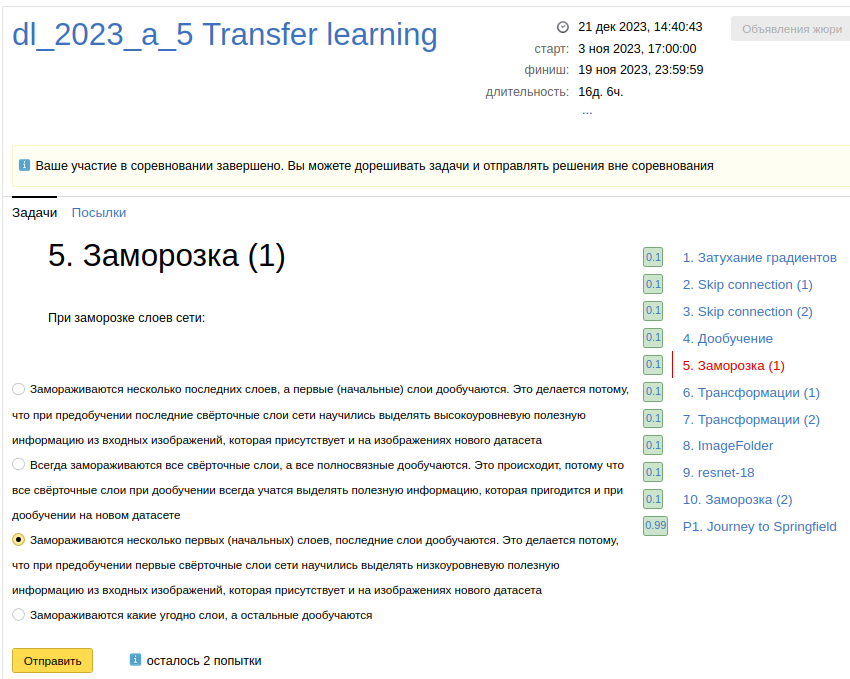 dl_2023_a_5 Transfer learning
21 дек 2023, 14:40:43
старт: 3 ноя 2023, 17:00:00
финиш: 19 ноя 2023, 23:59:59
длительность: 16д. 6ч.
...
Объявления жюри
Ваше участие в соревновании завершено. Вы можете дорешивать задачи и отправлять решения вне соревнования
Задачи Посылки
5. Заморозка (1)
При заморозке слоев сети:
Замораживаются несколько последних слоев, а первые (начальные) слои дообучаются. Это делается потому,
что при предобучении последние свёрточные слои сети научились выделять высокоуровневую полезную
информацию из входных изображений, которая присутствует и на изображениях нового датасета
Всегда замораживаются все свёрточные слои, а все полносвязные дообучаются. Это происходит, потому что
все свёрточные слои при дообучении всегда учатся выделять полезную информацию, которая пригодится и при
дообучении на новом датасете
Замораживаются несколько первых (начальных) слоев, последние слои дообучаются. Это делается потому,
что при предобучении первые свёрточные слои сети научились выделять низкоуровневую полезную
информацию из входных изображений, которая присутствует и на изображениях нового датасета
Замораживаются какие угодно слои, а остальные дообучаются
Отправить
осталось 2 попытки
0.1 1. Затухание градиентов
0.1 2. Skip connection (1)
0.1 3. Skip connection (2)
0.1 4. Дообучение
0.1 5. Заморозка (1)
0.1 6. Трансформации (1)
0.1 7. Трансформации (2)
0.1 8. ImageFolder
0.1 9. resnet-18
0.1 10. Заморозка (2)
0.99 P1. Journey to Springfield